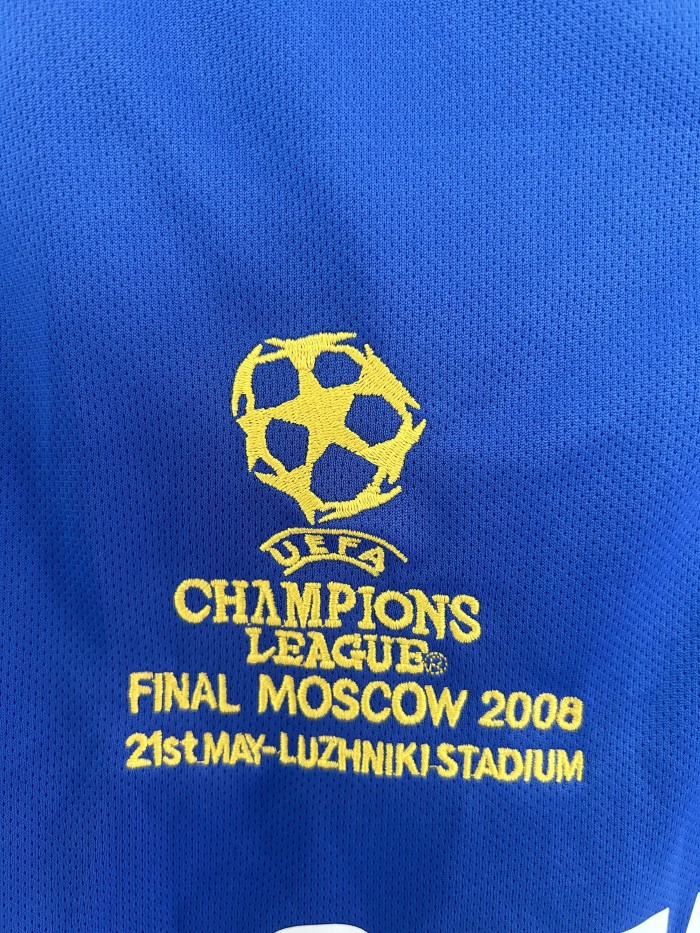 UEFA
CHAMPIONS
LEAGUE®
FINAL MOSCOW 2008
21st MAY-LUZHNIKI STADIUM